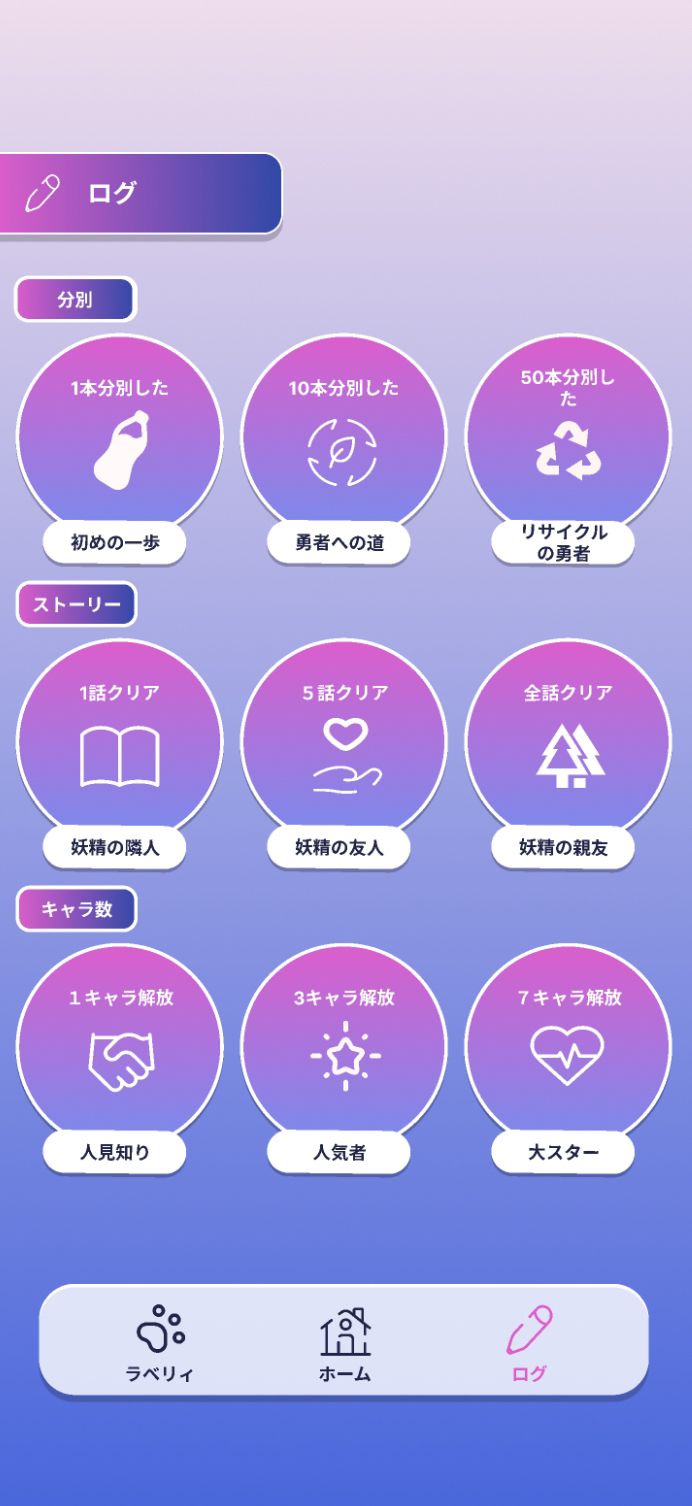 ログ
分別
1本分別した
10本分別した
50本分別し
た
初めの一歩
勇者への道
リサイクル
の勇者
ストーリー
1話クリア
５話クリア
全話クリア
妖精の隣人
妖精の友人
妖精の親友
キャラ数
１キャラ解放
3キャラ解放
７キャラ解放
人見知り
人気者
大スター
ラベリィ
ホーム
ログ